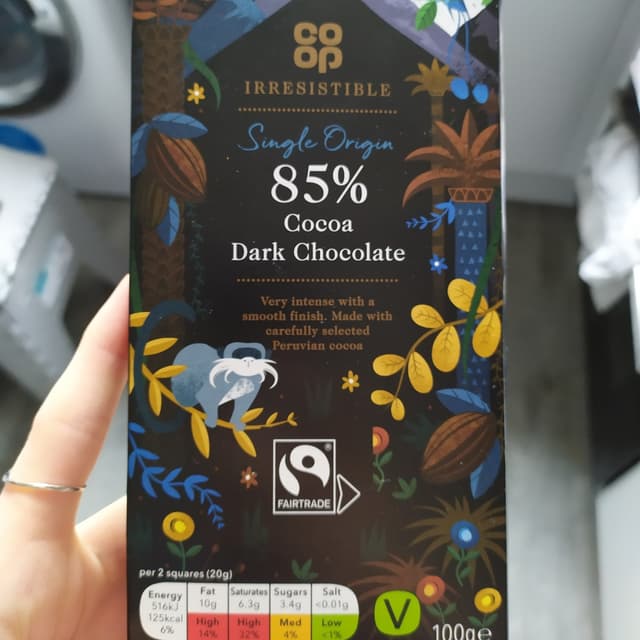 CO
OP
IRRESISTIBLE
Single Origin
85%
Cocoa
Dark Chocolate
Very intense with a
smooth finish. Made with
carefully selected
Peruvian cocoa
FAIRTRADE
per 2 squares (20g)
Energy 516kJ 125kcal 6%
Fat 10g High 14%
Saturates 6.3g High 32%
Sugars 3.4g Med 4%
Salt <0.01g Low <1%
V
100g℮